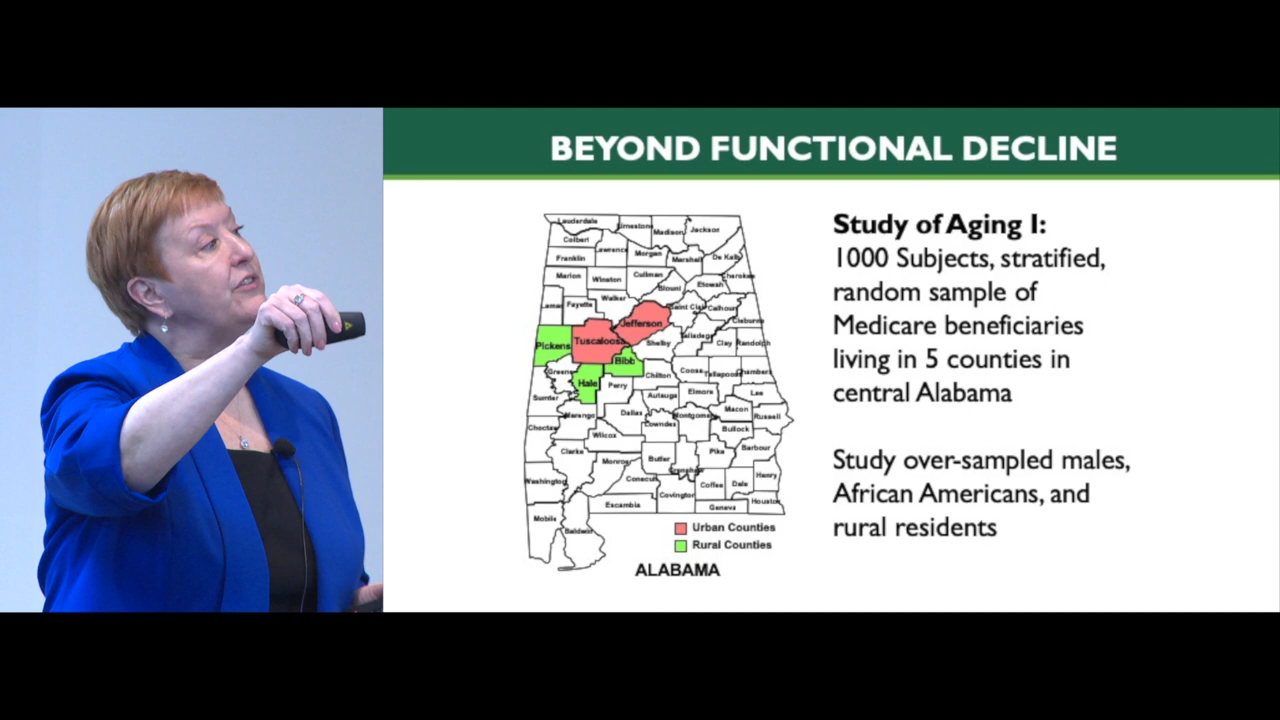 BEYOND FUNCTIONAL DECLINE
Study of Aging I:
1000 Subjects, stratified,
random sample of
Medicare beneficiaries
living in 5 counties in
central Alabama
Study over-sampled males,
African Americans, and
rural residents
Lauderdale
Limestone
Madison
Jackson
Colbert
Lawrence
Franklin
Morgan
Marshall
De Kalb
Marion
Winston
Cullman
Cherokee
Blount
Etowah
Lamar
Fayette
Walker
Saint Clair
Calhoun
Jefferson
Cleburne
Pickens
Tuscaloosa
Shelby
Talladega
Clay
Randolph
Bibb
Greene
Hale
Perry
Chilton
Coosa
Tallapoosa
Chambers
Sumter
Autauga
Elmore
Lee
Marengo
Dallas
Lowndes
Montgomery
Macon
Russell
Choctaw
Wilcox
Bullock
Clarke
Monroe
Butler
Crenshaw
Pike
Barbour
Washington
Conecuh
Covington
Coffee
Dale
Henry
Houston
Mobile
Baldwin
Escambia
Geneva
Urban Counties
Rural Counties
ALABAMA